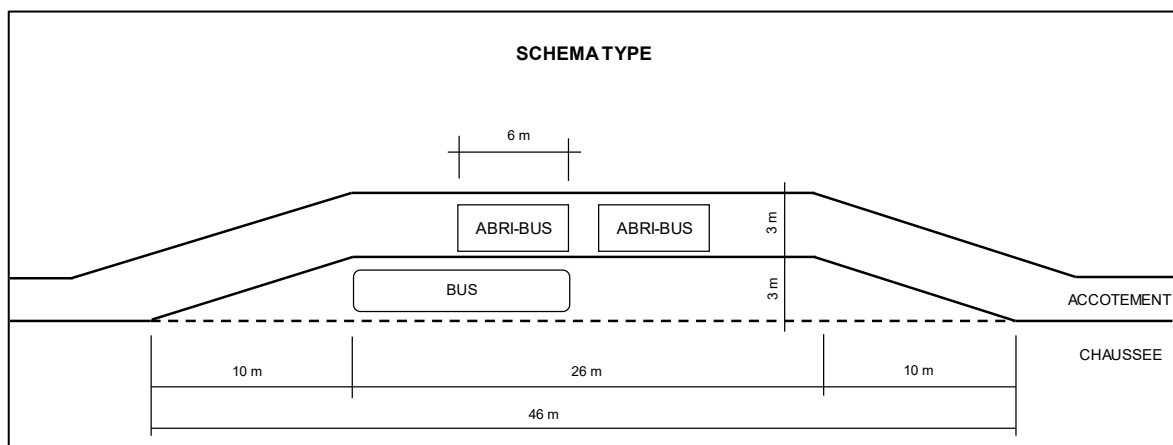 SCHEMA TYPE
6 m
ABRI-BUS ABRI-BUS
3 m
BUS
3 m
ACCOTEMENT
CHAUSSEE
10 m 26 m 10 m
46 m